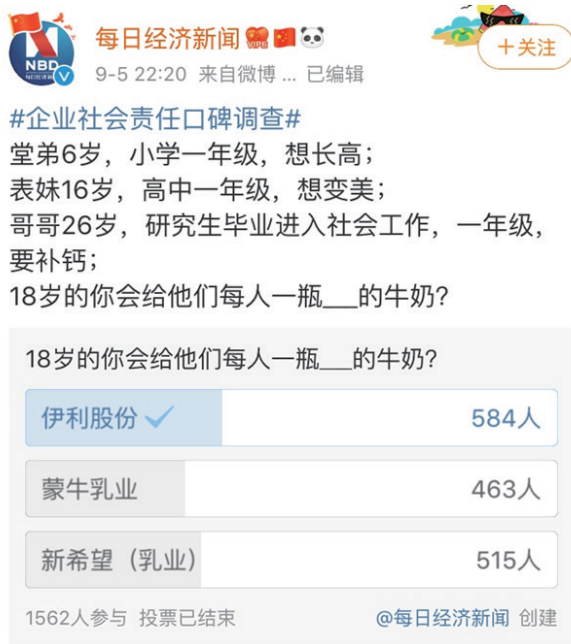 每日经济新闻
9-5 22:20 来自微博 ... 已编辑
+关注
NBD
#企业社会责任口碑调查#
堂弟6岁，小学一年级，想长高；
表妹16岁，高中一年级，想变美；
哥哥26岁，研究生毕业进入社会工作，一年级，
要补钙；
18岁的你会给他们每人一瓶___的牛奶？
18岁的你会给他们每人一瓶___的牛奶？
伊利股份 584人
蒙牛乳业 463人
新希望（乳业） 515人
1562人参与 投票已结束 @每日经济新闻 创建